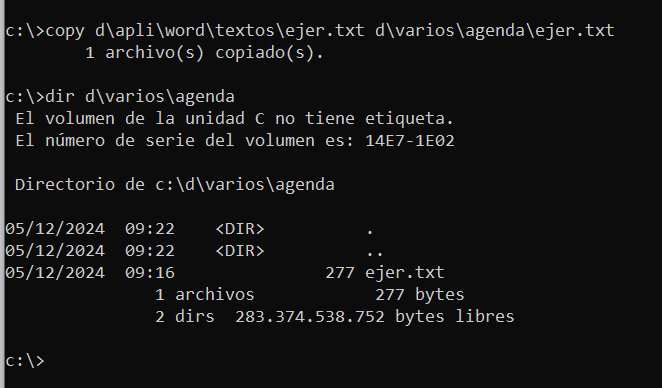 c:\>copy d\apli\word\textos\ejer.txt d\varios\agenda\ejer.txt
        1 archivo(s) copiado(s).
c:\>dir d\varios\agenda
 El volumen de la unidad C no tiene etiqueta.
 El número de serie del volumen es: 14E7-1E02
 Directorio de c:\d\varios\agenda
05/12/2024  09:22    <DIR>          .
05/12/2024  09:22    <DIR>          ..
05/12/2024  09:16               277 ejer.txt
               1 archivos            277 bytes
               2 dirs  283.374.538.752 bytes libres
c:\>